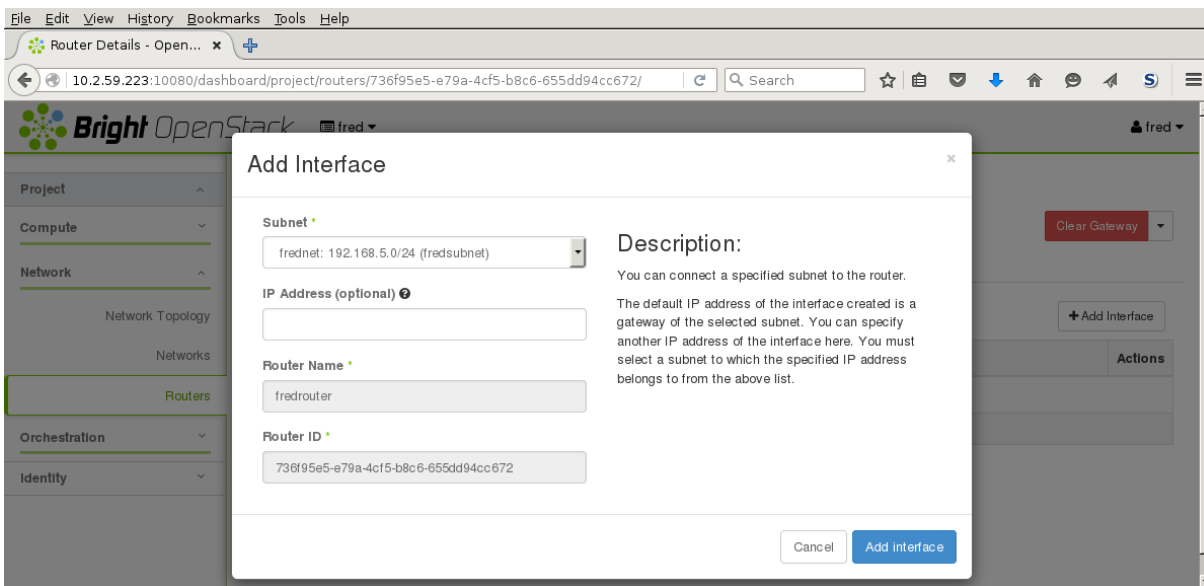 File Edit View History Bookmarks Tools Help
Router Details - Open...
10.2.59.223:10080/dashboard/project/routers/736f95e5-e79a-4cf5-b8c6-655dd94cc672/
Search
S
Bright OpenStack
fred
fred
Add Interface
×
Project
Compute
Network
Network Topology
Networks
Routers
Orchestration
Identity
Subnet *
frednet: 192.168.5.0/24 (fredsubnet)
IP Address (optional)
Router Name *
fredrouter
Router ID *
736f95e5-e79a-4cf5-b8c6-655dd94cc672
Description:
You can connect a specified subnet to the router.
The default IP address of the interface created is a
gateway of the selected subnet. You can specify
another IP address of the interface here. You must
select a subnet to which the specified IP address
belongs to from the above list.
Clear Gateway
+ Add Interface
Actions
Cancel
Add interface